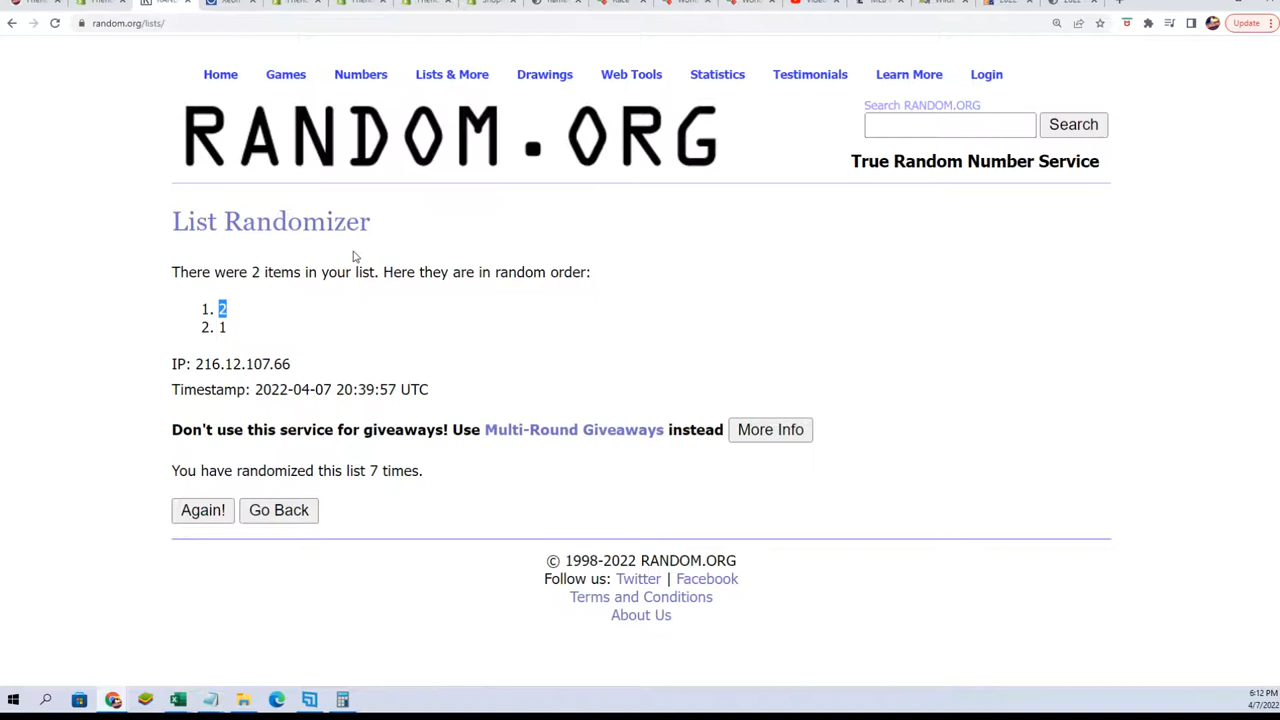 random.org/lists/
Update
Home Games Numbers Lists & More Drawings Web Tools Statistics Testimonials Learn More Login
RANDOM.ORG
Search RANDOM.ORG
Search
True Random Number Service
List Randomizer
There were 2 items in your list. Here they are in random order:
1. 2
2. 1
IP: 216.12.107.66
Timestamp: 2022-04-07 20:39:57 UTC
Don't use this service for giveaways! Use Multi-Round Giveaways instead More Info
You have randomized this list 7 times.
Again! Go Back
© 1998-2022 RANDOM.ORG
Follow us: Twitter | Facebook
Terms and Conditions
About Us
6:12 PM
4/7/2022